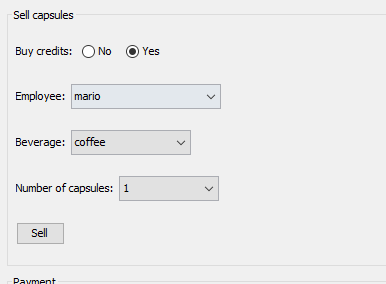 Sell capsules
Buy credits: No Yes
Employee: mario
Beverage: coffee
Number of capsules: 1
Sell
Payment